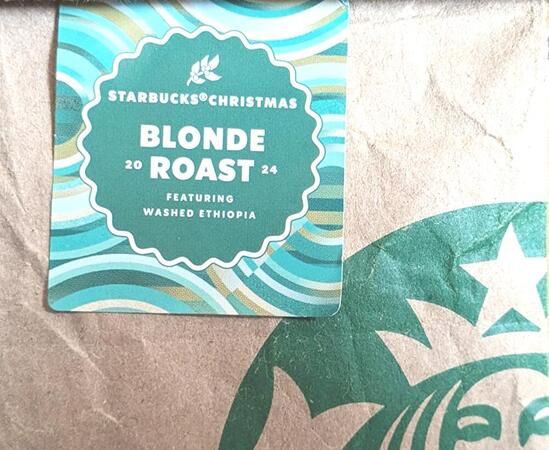 STARBUCKS®CHRISTMAS
BLONDE
20 ROAST 24
FEATURING
WASHED ETHIOPIA